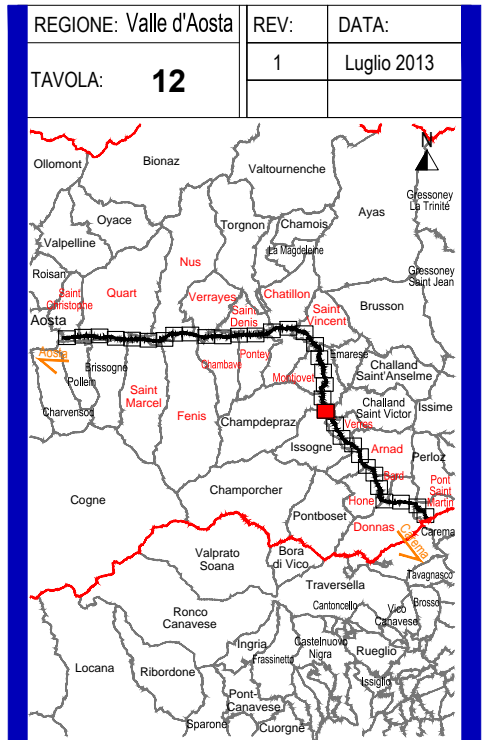 REGIONE: Valle d'Aosta
REV:
DATA:
TAVOLA: 12
1
Luglio 2013
N
Ollomont
Bionaz
Valtournenche
Gressoney
La Trinité
Ayas
Oyace
Torgnon
Chamois
Valpelline
La Magdeleine
Nus
Roisan
Gressoney
Saint Jean
Saint
Christophe
Quart
Verrayes
Chatillon
Saint
Denis
Saint
Vincent
Brusson
Aosta
Aosta
Brissogne
Chambave
Pontey
Emarese
Challand
Saint'Anselme
Pollein
Montjovet
Saint
Marcel
Charvensod
Fenis
Champdepraz
Challand
Saint Victor
Issime
Verres
Issogne
Arnad
Perloz
Bard
Pont
Saint
Martin
Cogne
Champorcher
Hone
Pontboset
Donnas
Carema
Carema
Valprato
Soana
Bora
di Vico
Tavagnasco
Traversella
Cantoncello
Vico
Canavese
Brosso
Ronco
Canavese
Ingria
Castelnuovo
Nigra
Rueglio
Frassinetto
Locana
Ribordone
Issiglio
Pont-
Canavese
Sparone
Cuorgnè